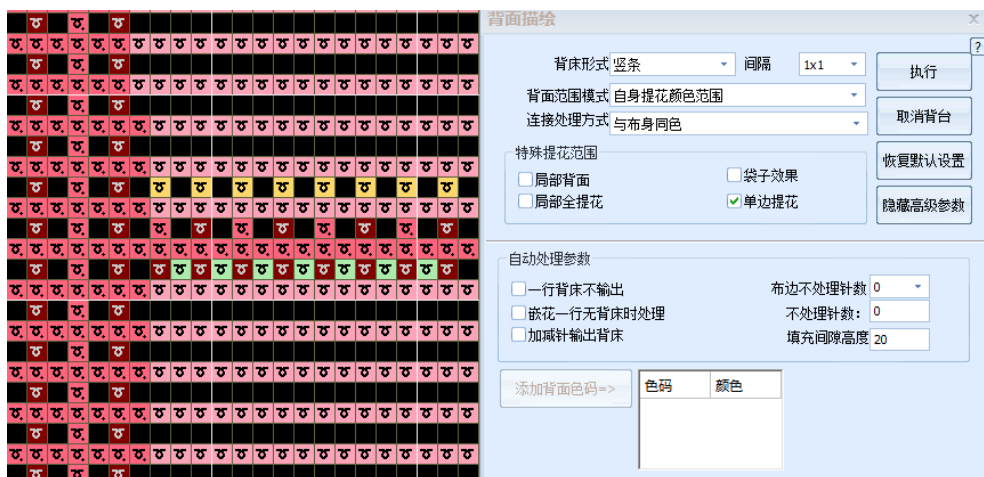 背面描绘
x
?
背床形式 竖条 间隔 1x1 执行
背面范围模式 自身提花颜色范围
连接处理方式 与布身同色 取消背台
特殊提花范围
恢复默认设置
局部背面 袋子效果
局部全提花 单边提花 隐藏高级参数
自动处理参数
一行背床不输出 布边不处理针数 0
嵌花一行无背床时处理 不处理针数: 0
加减针输出背床 填充间隙高度 20
添加背面色码=> 色码 颜色